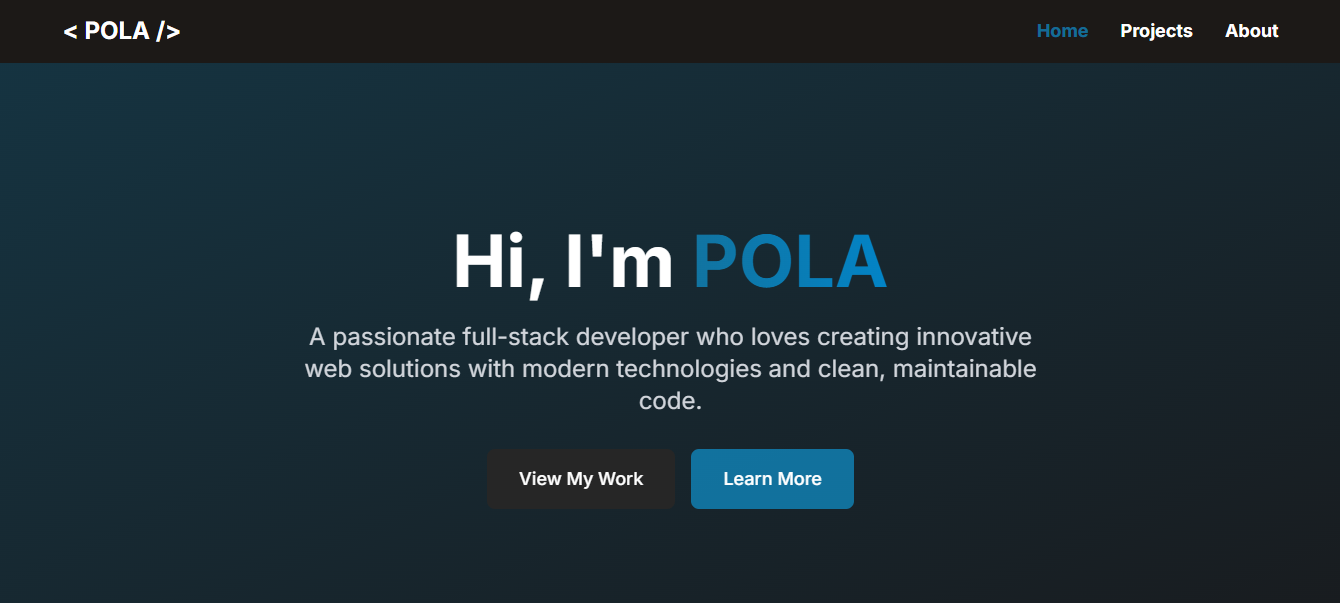 < POLA />
Home
Projects
About
Hi, I'm POLA
A passionate full-stack developer who loves creating innovative
web solutions with modern technologies and clean, maintainable
code.
View My Work
Learn More